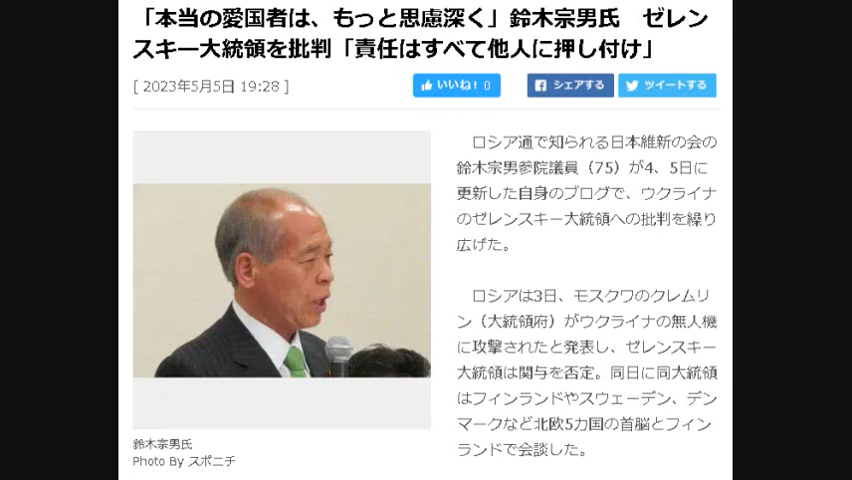 「本当の愛国者は、もっと思慮深く」鈴木宗男氏　ゼレン
スキー大統領を批判「責任はすべて他人に押し付け」
[ 2023年5月5日 19:28 ]
いいね！ 0
シェアする
ツイートする
ロシア通で知られる日本維新の会の
鈴木宗男参院議員（75）が4、5日に
更新した自身のブログで、ウクライナ
のゼレンスキー大統領への批判を繰り
広げた。
ロシアは3日、モスクワのクレムリ
ン（大統領府）がウクライナの無人機
に攻撃されたと発表し、ゼレンスキー
大統領は関与を否定。同日に同大統領
はフィンランドやスウェーデン、デン
マークなど北欧5カ国の首脳とフィン
ランドで会談した。
鈴木宗男氏
Photo By スポニチ